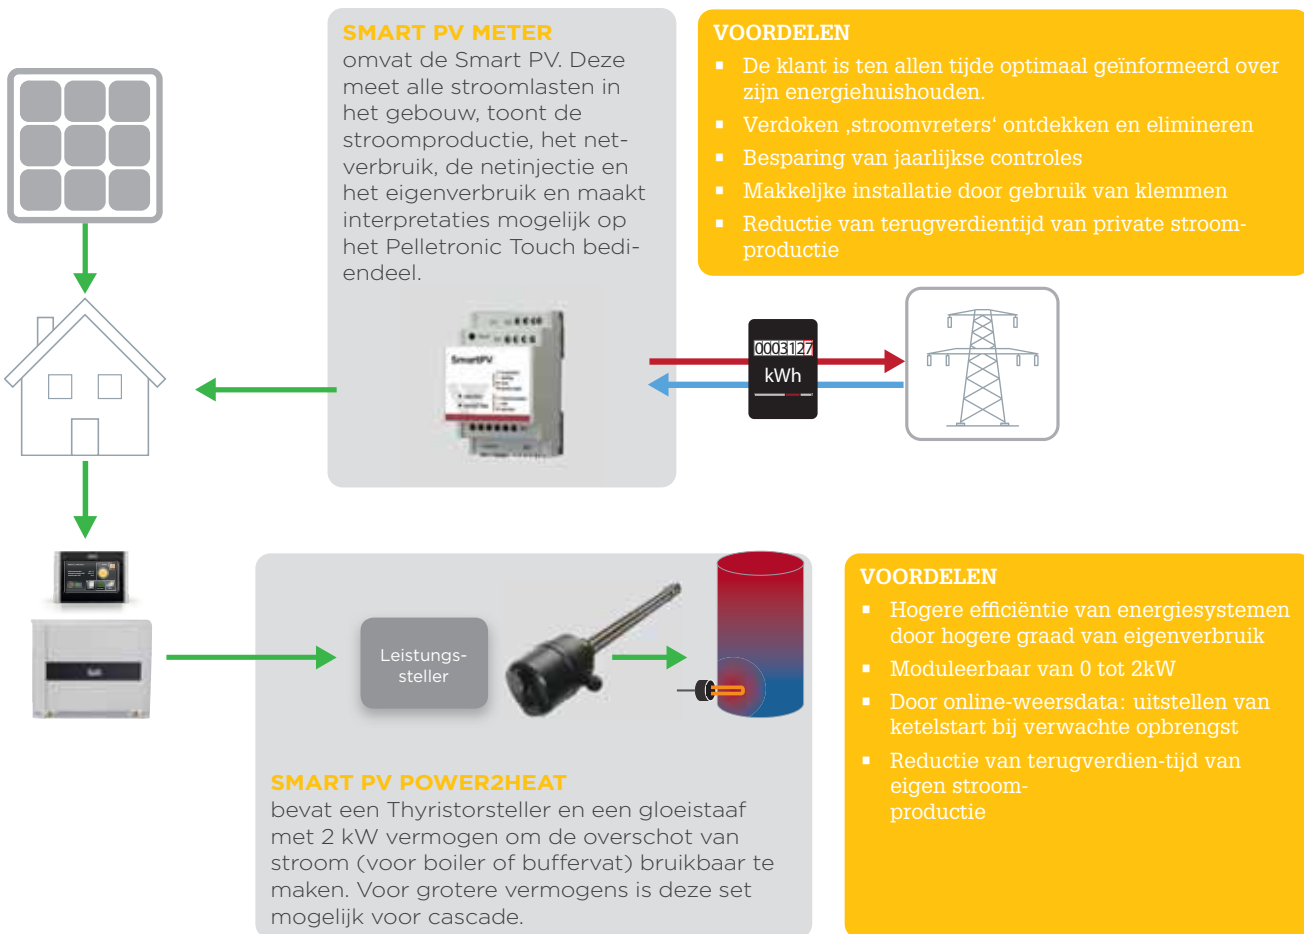 SMART PV METER
omvat de Smart PV. Deze
meet alle stroomlasten in
het gebouw, toont de
stroomproductie, het net-
verbruik, de netinjectie en
het eigenverbruik en maakt
interpretaties mogelijk op
het Pelletronic Touch bedi-
endeel.
VOORDELEN
▪ De klant is ten allen tijde optimaal geïnformeerd over
zijn energiehuishouden.
▪ Verdoken ‚stroomvreters‘ ontdekken en elimineren
▪ Besparing van jaarlijkse controles
▪ Makkeljke installatie door gebruik van klemmen
▪ Reductie van terugverdientijd van private stroom-
productie
SmartPV
0003127
kWh
Leistungs-
steller
SMART PV POWER2HEAT
bevat een Thyristorsteller en een gloeistaaf
met 2 kW vermogen om de overschot van
stroom (voor boiler of buffervat) bruikbaar te
maken. Voor grotere vermogens is deze set
mogelijk voor cascade.
VOORDELEN
▪ Hogere efficiëntie van energiesystemen
door hogere graad van eigenverbruik
▪ Moduleerbaar van 0 tot 2kW
▪ Door online-weersdata: uitstellen van
ketelstart bij verwachte opbrengst
▪ Reductie van terugverdien-tijd van
eigen stroom-
productie